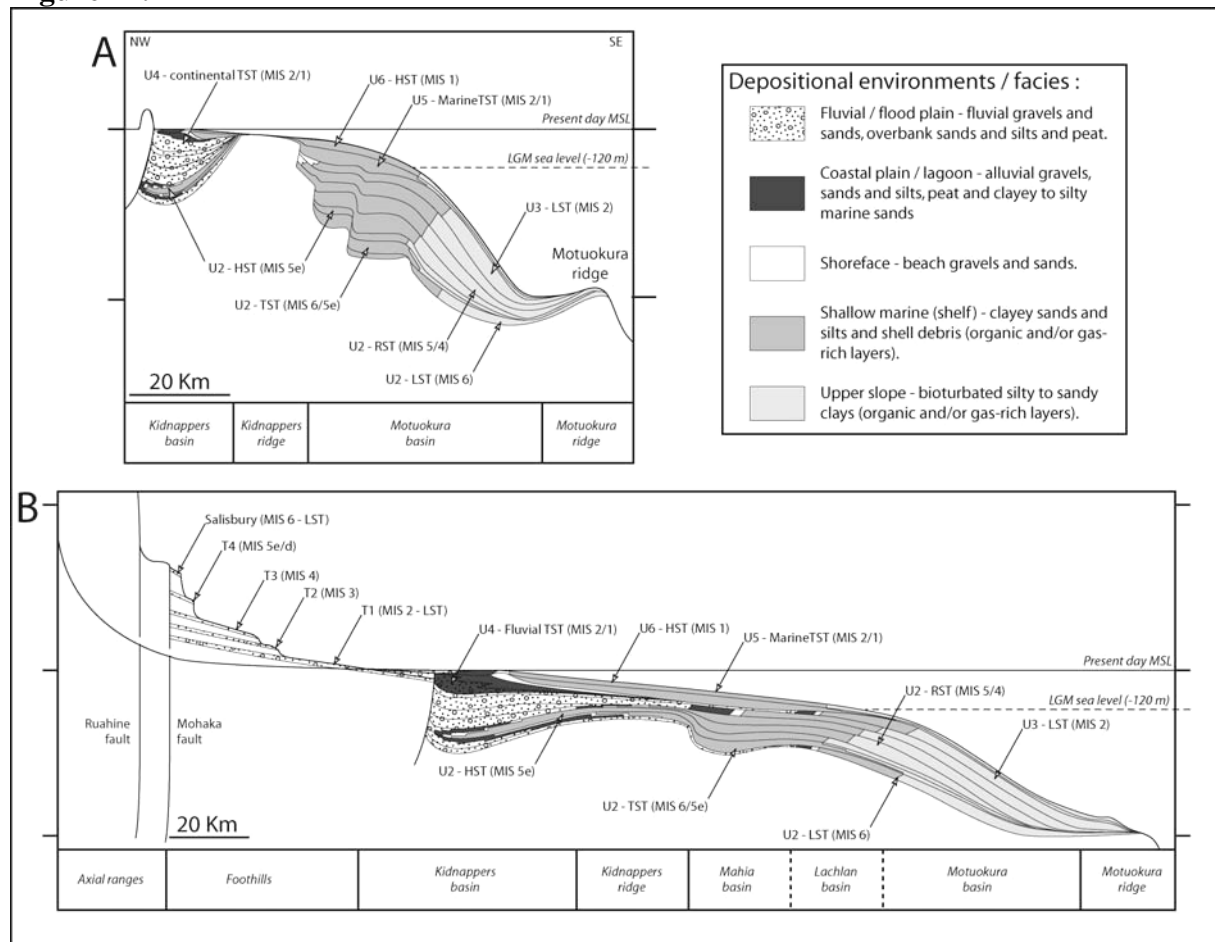 A
NW
SE
U4 - continental TST (MIS 2/1)
U6 - HST (MIS 1)
U5 - MarineTST (MIS 2/1)
Present day MSL
LGM sea level (-120 m)
U3 - LST (MIS 2)
Motuokura
ridge
U2 - HST (MIS 5e)
U2 - TST (MIS 6/5e)
U2 - RST (MIS 5/4)
U2 - LST (MIS 6)
20 Km
Kidnappers
basin
Kidnappers
ridge
Motuokura
basin
Motuokura
ridge
Depositional environments / facies :
Fluvial / flood plain - fluvial gravels and
sands, overbank sands and silts and peat.
Coastal plain / lagoon - alluvial gravels,
sands and silts, peat and clayey to silty
marine sands
Shoreface - beach gravels and sands.
Shallow marine (shelf) - clayey sands and
silts and shell debris (organic and/or gas-
rich layers).
Upper slope - bioturbated silty to sandy
clays (organic and/or gas-rich layers).
B
Salisbury (MIS 6 - LST)
T4 (MIS 5e/d)
T3 (MIS 4)
T2 (MIS 3)
T1 (MIS 2 - LST)
U4 - Fluvial TST (MIS 2/1)
U6 - HST (MIS 1)
U5 - MarineTST (MIS 2/1)
Present day MSL
U2 - RST (MIS 5/4)
LGM sea level (-120 m)
U3 - LST (MIS 2)
Ruahine
fault
Mohaka
fault
U2 - HST (MIS 5e)
U2 - TST (MIS 6/5e)
U2 - LST (MIS 6)
20 Km
Axial ranges
Foothills
Kidnappers
basin
Kidnappers
ridge
Mahia
basin
Lachlan
basin
Motuokura
basin
Motuokura
ridge